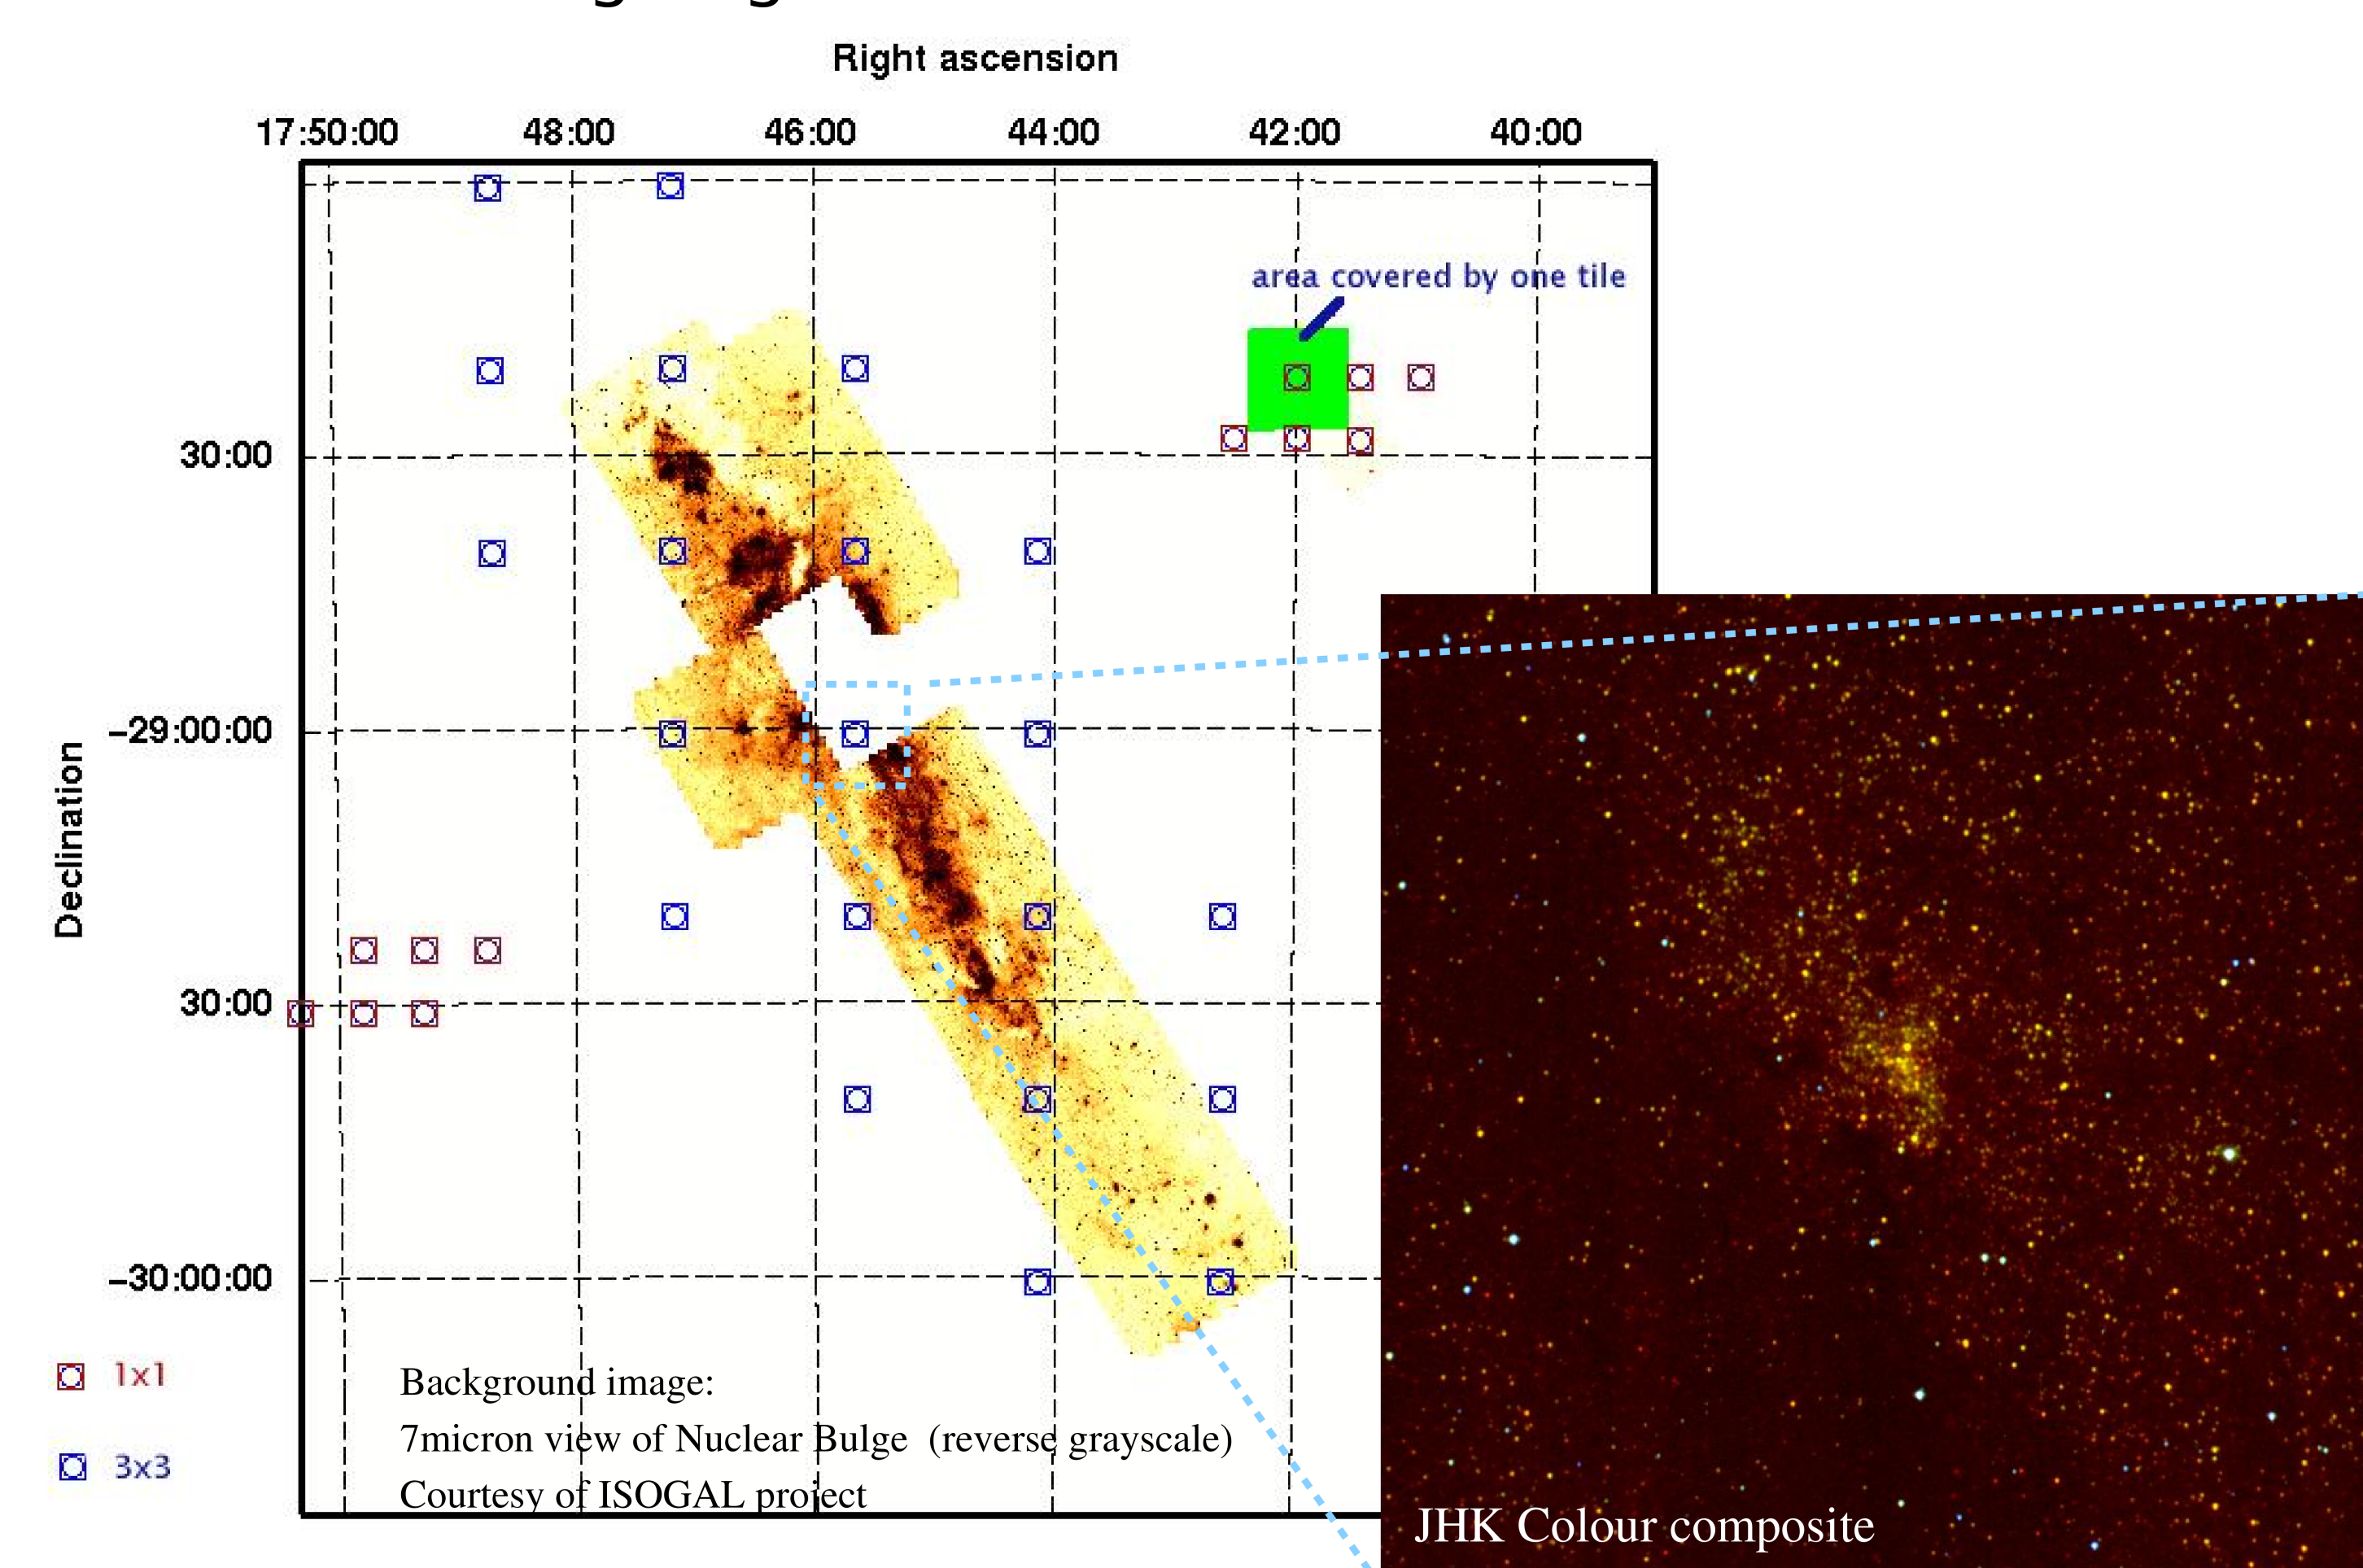 Right ascension
17:50:00 48:00 46:00 44:00 42:00 40:00
area covered by one tile
30:00
−29:00:00
Declination
30:00
−30:00:00
1x1
3x3
Background image:
7micron view of Nuclear Bulge (reverse grayscale)
Courtesy of ISOGAL project
JHK Colour composite